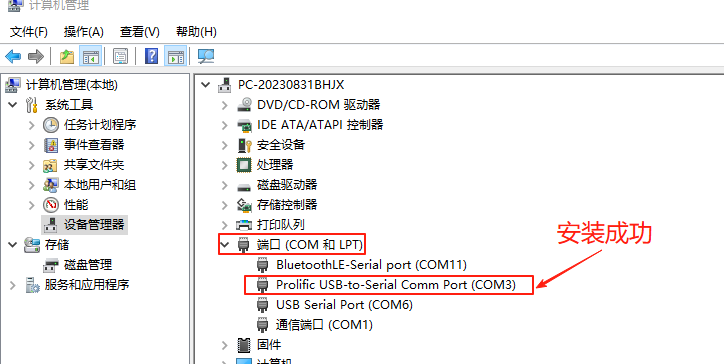 计算机管理
文件(F) 操作(A) 查看(V) 帮助(H)
计算机管理(本地)
系统工具
任务计划程序
事件查看器
共享文件夹
本地用户和组
性能
设备管理器
存储
磁盘管理
服务和应用程序
PC-20230831BHJX
DVD/CD-ROM 驱动器
IDE ATA/ATAPI 控制器
安全设备
处理器
磁盘驱动器
存储控制器
打印队列
端口 (COM 和 LPT)
BluetoothLE-Serial port (COM11)
Prolific USB-to-Serial Comm Port (COM3)
USB Serial Port (COM6)
通信端口 (COM1)
固件
计算机
安装成功